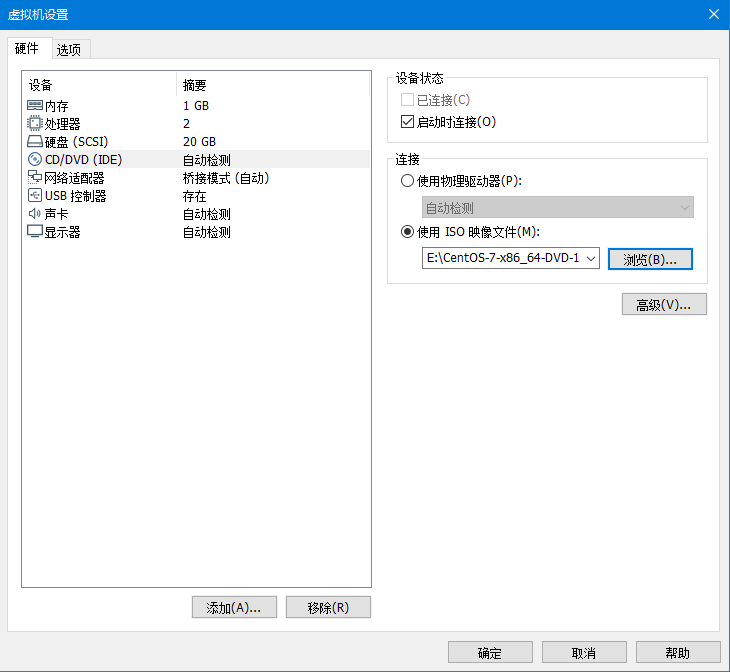 虚拟机设置
硬件 选项
设备 摘要
内存 1 GB
处理器 2
硬盘 (SCSI) 20 GB
CD/DVD (IDE) 自动检测
网络适配器 桥接模式 (自动)
USB 控制器 存在
声卡 自动检测
显示器 自动检测
添加(A)... 移除(R)
设备状态
已连接(C)
启动时连接(O)
连接
使用物理驱动器(P):
自动检测
使用 ISO 映像文件(M):
E:\CentOS-7-x86_64-DVD-1 浏览(B)...
高级(V)...
确定 取消 帮助